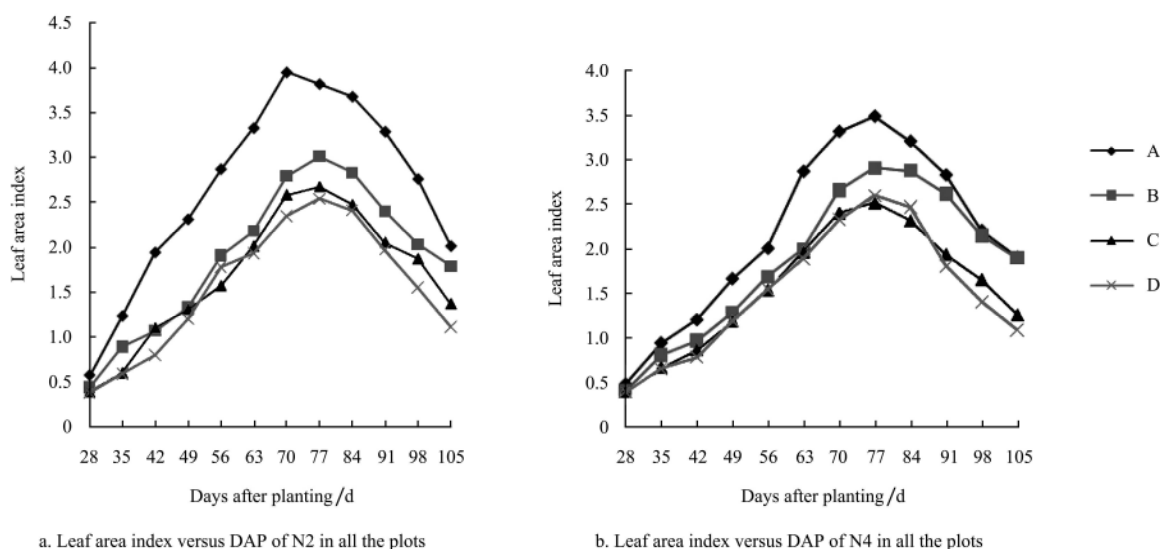 4.5
4.0
3.5
3.0
2.5
2.0
1.5
1.0
0.5
0
Leaf area index
28 35 42 49 56 63 70 77 84 91 98 105
Days after planting/d
a. Leaf area index versus DAP of N2 in all the plots
4.0
3.5
3.0
2.5
2.0
1.5
1.0
0.5
0
Leaf area index
28 35 42 49 56 63 70 77 84 91 98 105
Days after planting/d
b. Leaf area index versus DAP of N4 in all the plots
A
B
C
D